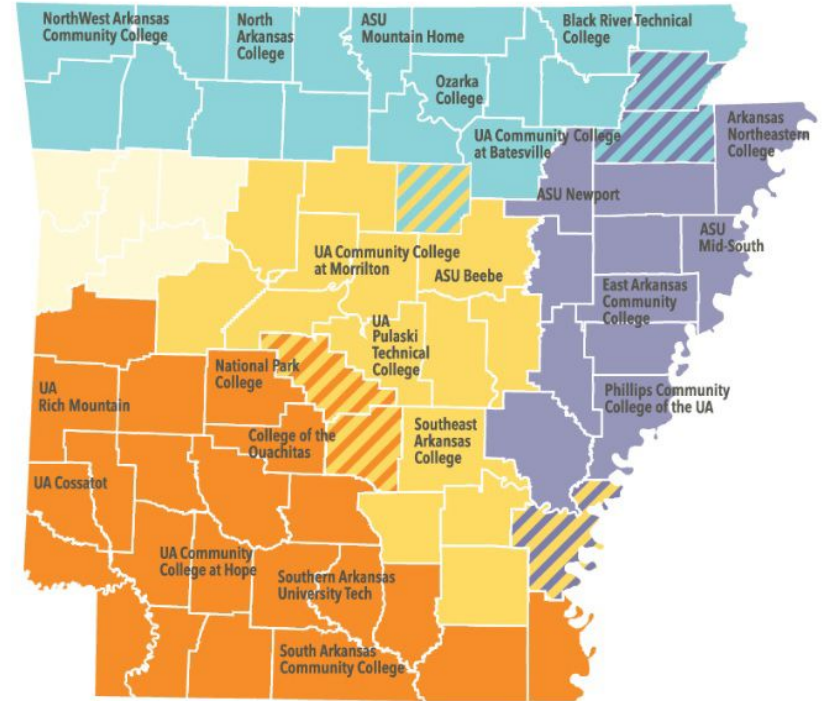 NorthWest Arkansas
Community College
North
Arkansas
College
ASU
Mountain Home
Black River Technical
College
Ozarka
College
UA Community College
at Batesville
Arkansas
Northeastern
College
ASU Newport
ASU
Mid-South
UA Community College
at Morrilton
ASU Beebe
East Arkansas
Community
College
UA
Pulaski
Technical
College
National Park
College
UA
Rich Mountain
Phillips Community
College of the UA
College of the
Ouachitas
Southeast
Arkansas
College
UA Cossatot
UA Community
College at Hope
Southern Arkansas
University Tech
South Arkansas
Community College